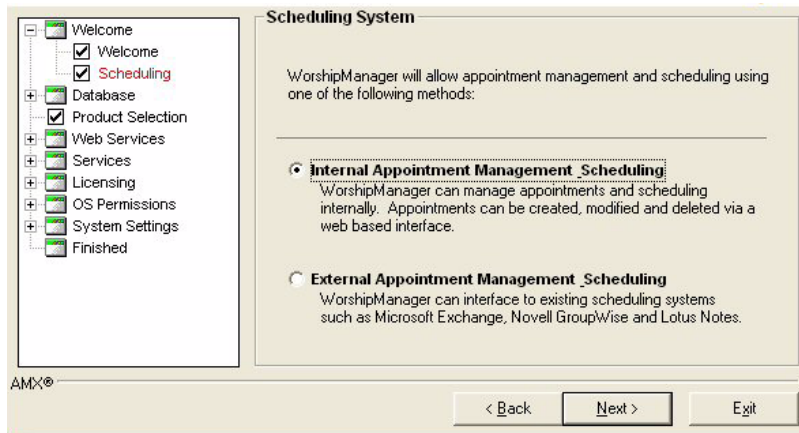 Welcome
Welcome
Scheduling
Database
Product Selection
Web Services
Services
Licensing
OS Permissions
System Settings
Finished
Scheduling System
WorshipManager will allow appointment management and scheduling using
one of the following methods:
Internal Appointment Management _Scheduling
WorshipManager can manage appointments and scheduling
internally. Appointments can be created, modified and deleted via a
web based interface.
External Appointment Management _Scheduling
WorshipManager can interface to existing scheduling systems
such as Microsoft Exchange, Novell GroupWise and Lotus Notes.
AMX®
< Back
Next >
Exit